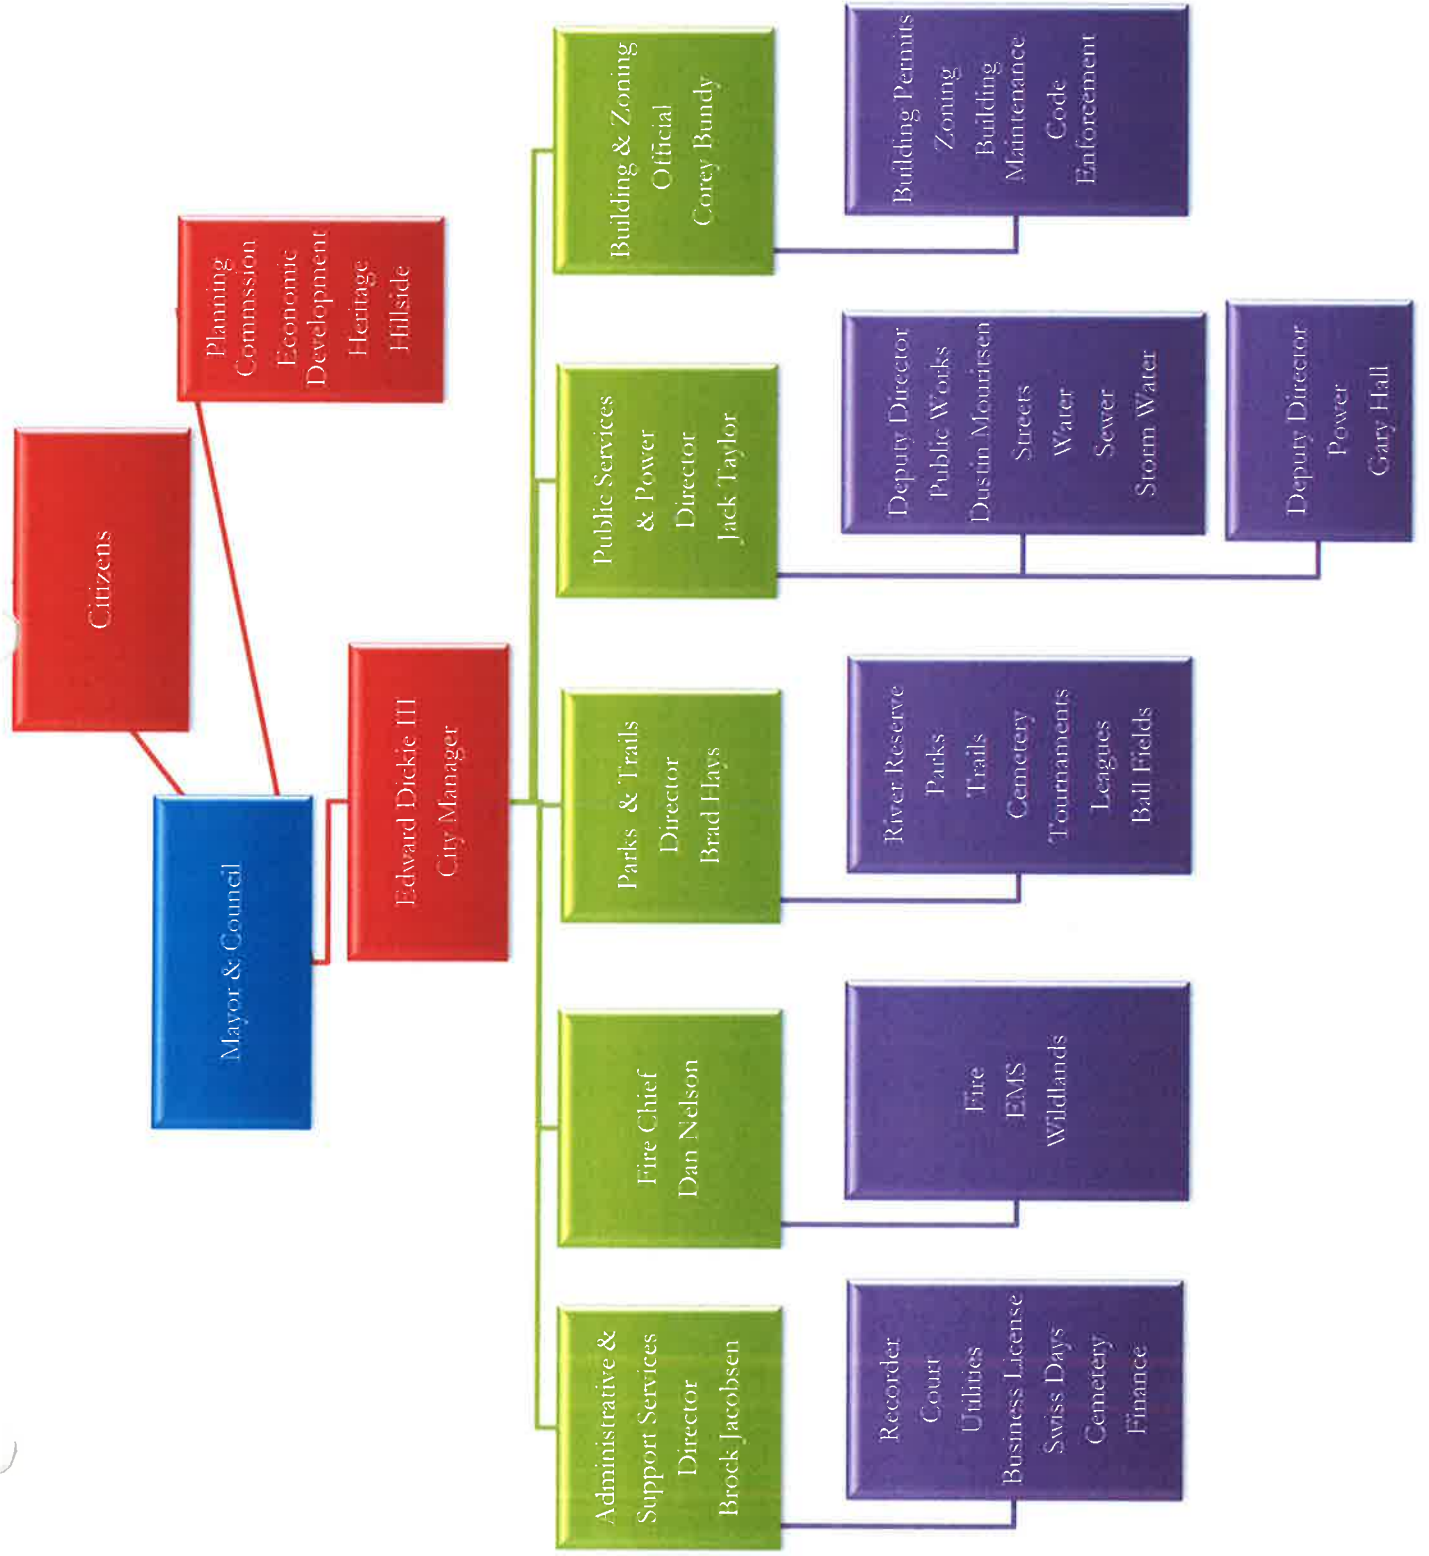 Citizens
Mayor & Council
Planning
Commssion
Economic
Development
Heritage
Hillside
Edward Dickie III
City Manager
Administrative &
Support Services
Director
Brock Jacobsen
Fire Chief
Dan Nelson
Parks & Trails
Director
Brad Hays
Public Services
& Power
Director
Jack Taylor
Building & Zoning
Official
Corey Bundy
Recorder
Court
Utilities
Business License
Swiss Days
Cemetery
Finance
Fire
EMS
Wildlands
River Reserve
Parks
Trails
Cemetery
Tournaments
Leagues
Ball Fields
Deputy Director
Public Works
Dustin Mouritsen
Streets
Water
Sewer
Storm Water
Building Permits
Zoning
Building
Maintenance
Code
Enforcement
Deputy Director
Power
Gary Hall